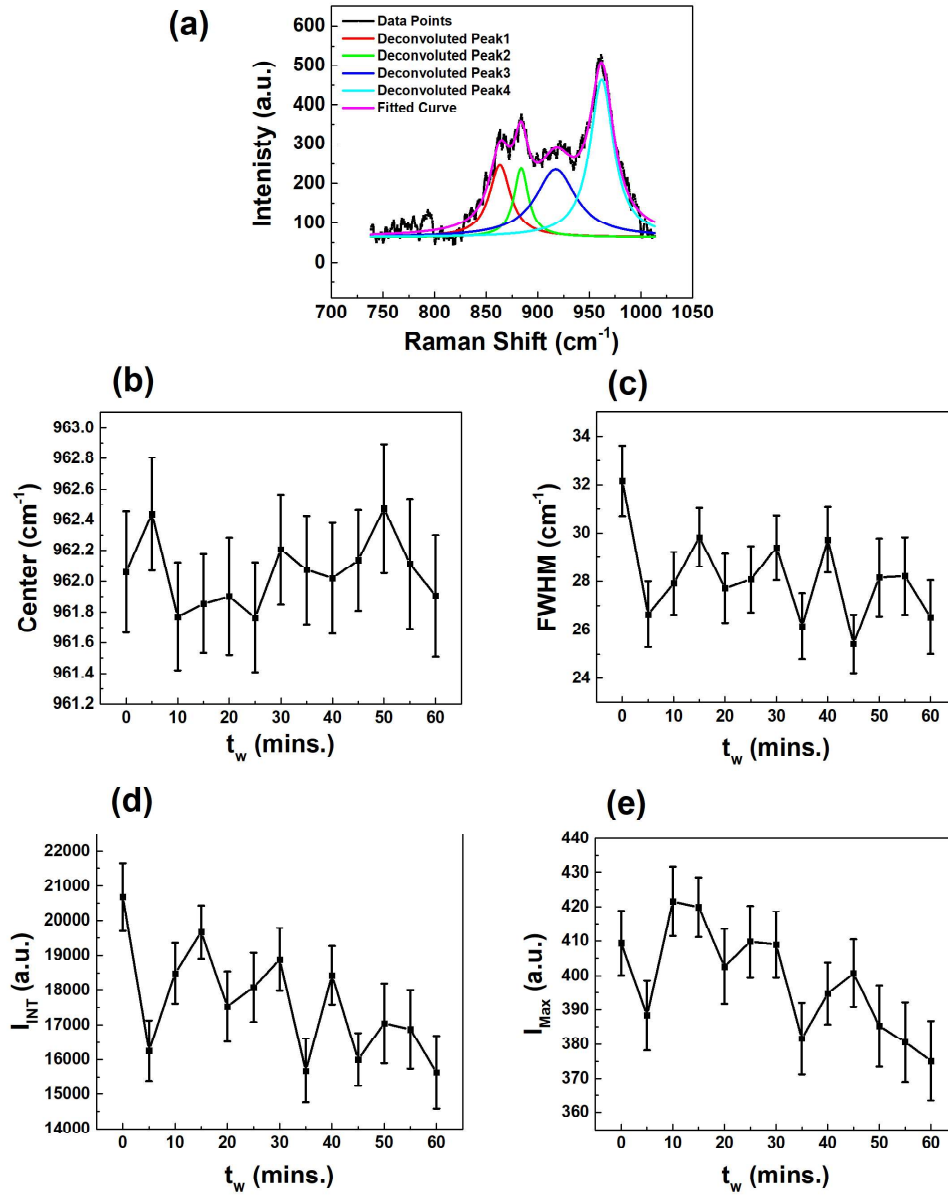 (a)
600
500
400
300
200
100
0
Intenisty (a.u.)
Data Points
Deconvoluted Peak1
Deconvoluted Peak2
Deconvoluted Peak3
Deconvoluted Peak4
Fitted Curve
700 750 800 850 900 950 1000 1050
Raman Shift (cm-1)
(b)
963.0
962.8
962.6
962.4
962.2
962.0
961.8
961.6
961.4
961.2
Center (cm-1)
0 10 20 30 40 50 60
tw (mins.)
(c)
34
32
30
28
26
24
FWHM (cm-1)
0 10 20 30 40 50 60
tw (mins.)
(d)
22000
21000
20000
19000
18000
17000
16000
15000
14000
IINT (a.u.)
0 10 20 30 40 50 60
tw (mins.)
(e)
440
430
420
410
400
390
380
370
360
IMax (a.u.)
0 10 20 30 40 50 60
tw (mins.)